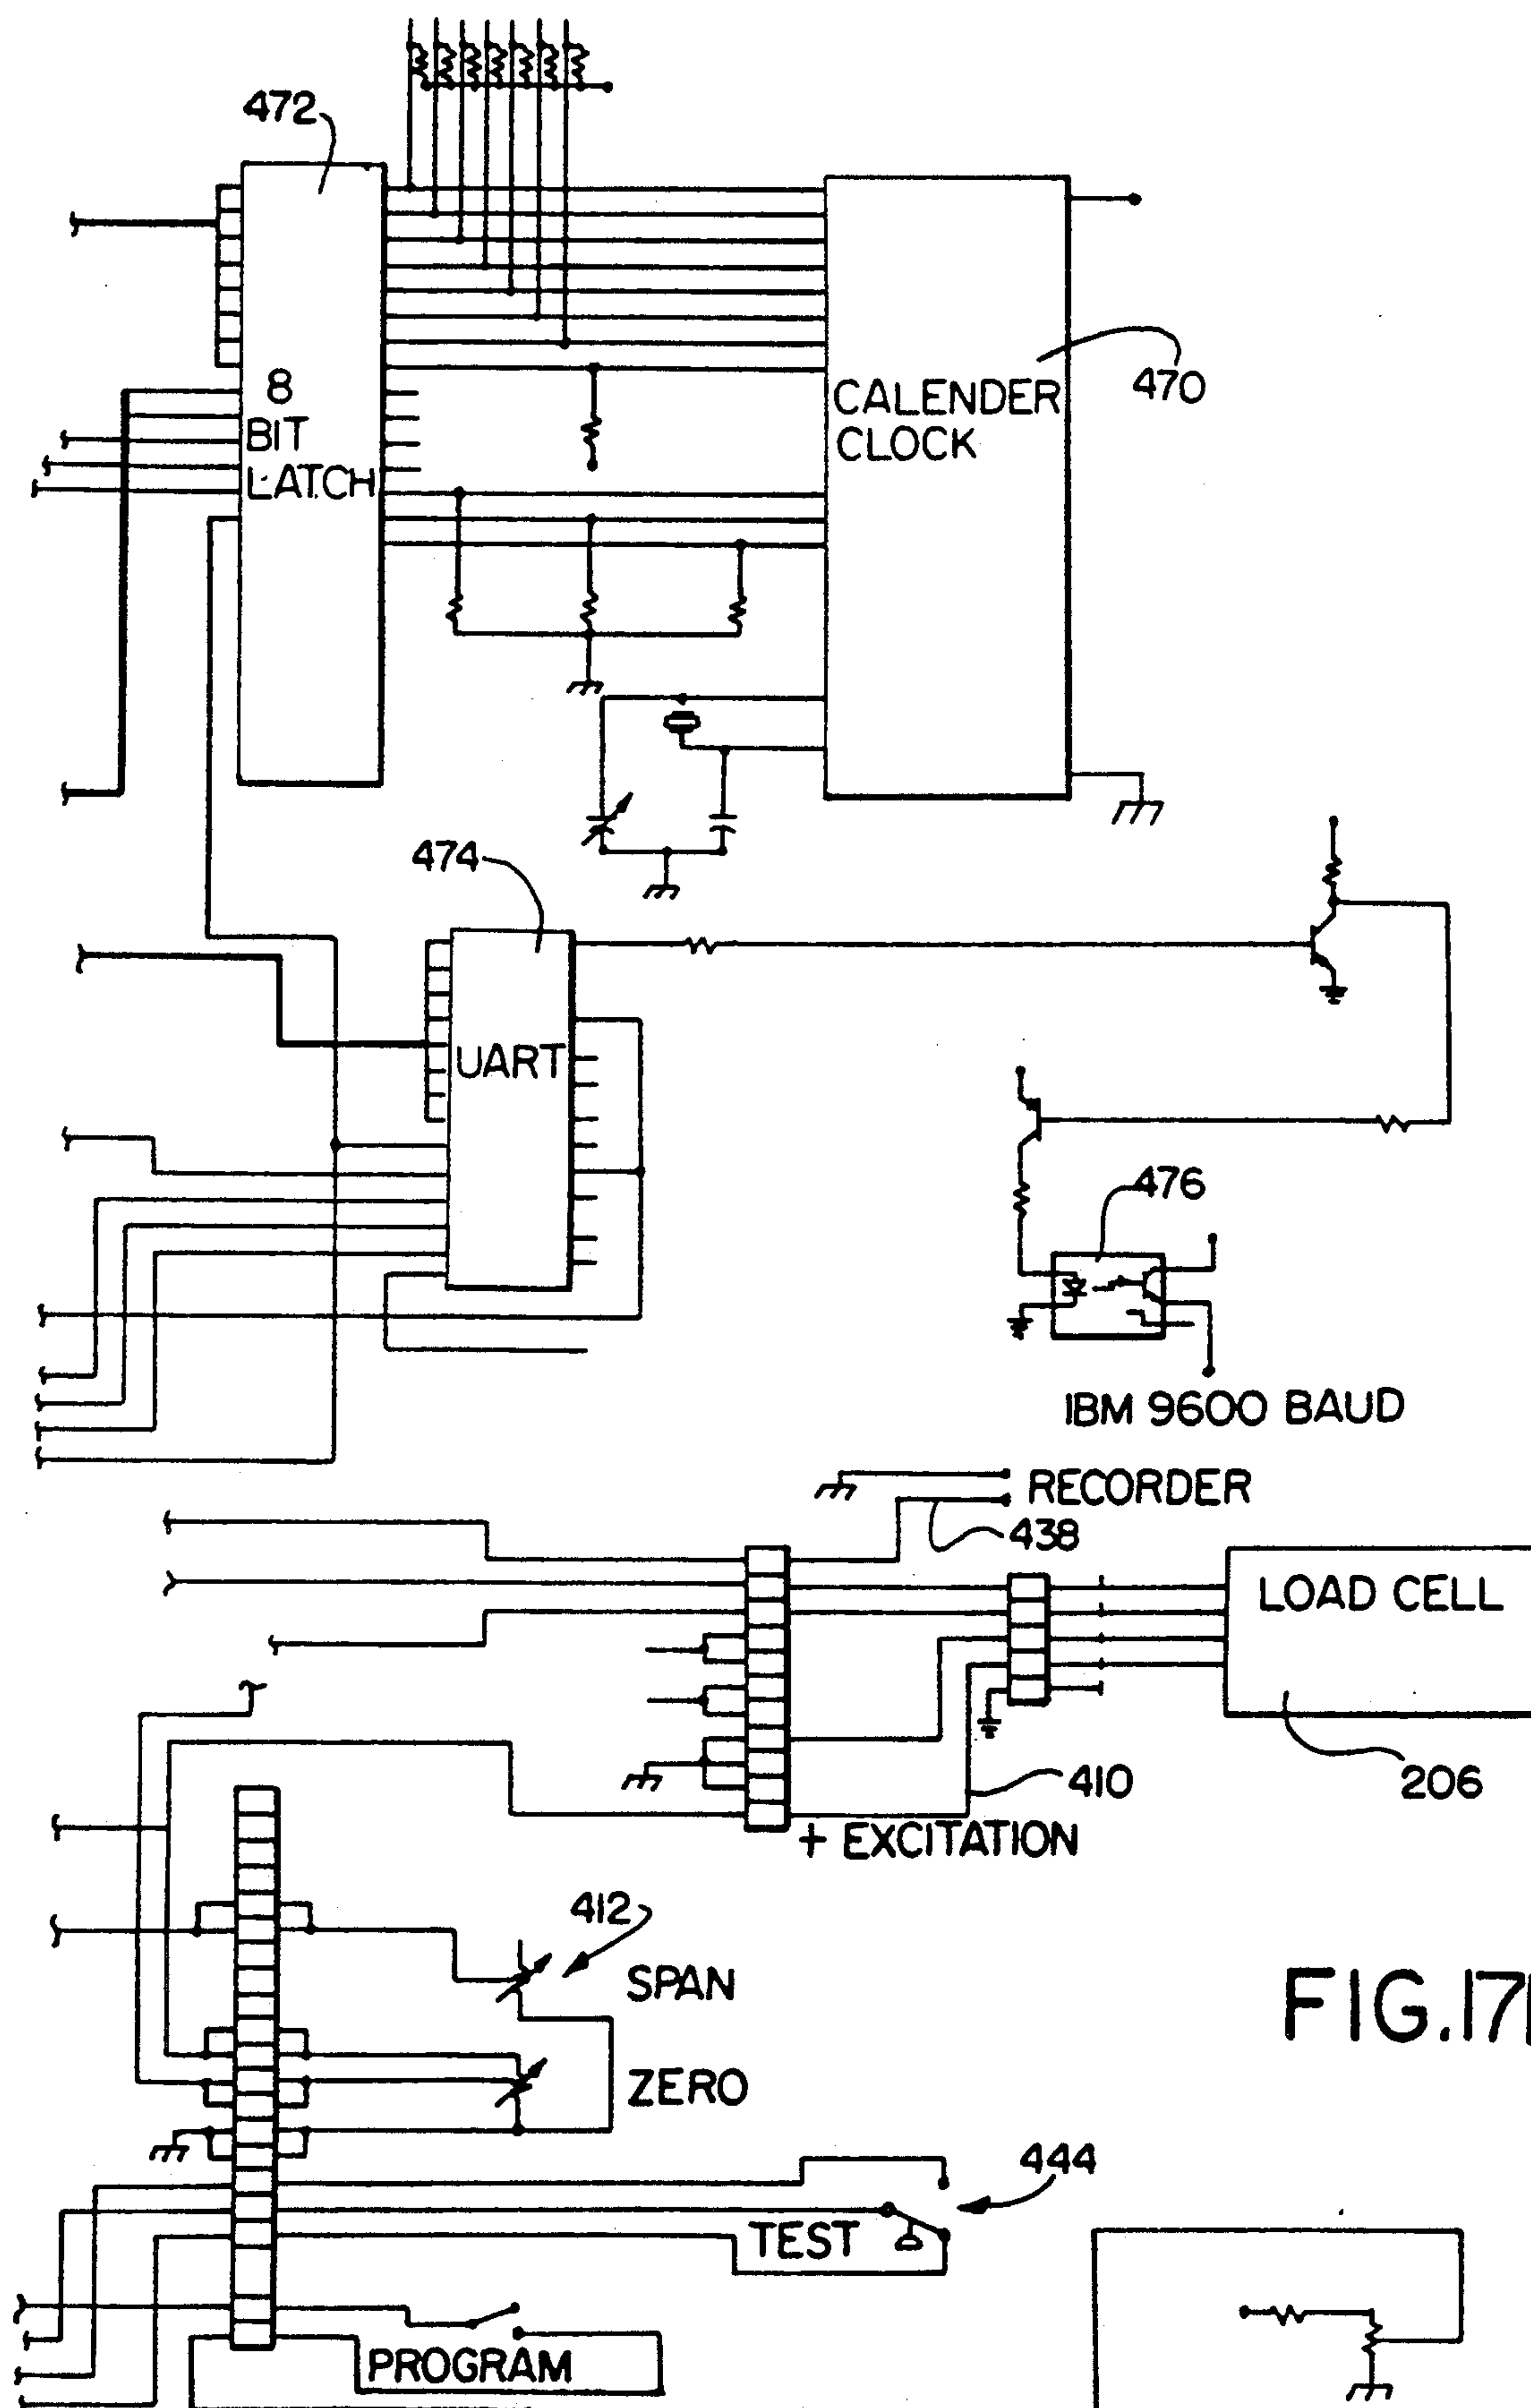 472
8
BIT
LATCH
CALENDER
CLOCK
470
474
UART
476
IBM 9600 BAUD
RECORDER
438
LOAD CELL
206
410
+ EXCITATION
412
SPAN
ZERO
444
TEST
PROGRAM